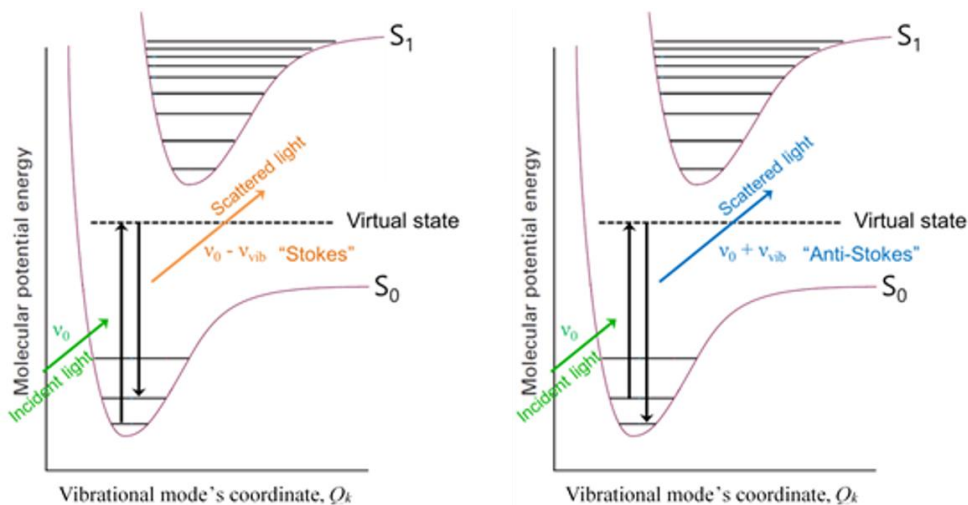 S₁
Molecular potential energy
Scattered light
Virtual state
ν₀ - νvib "Stokes"
S₀
ν₀
Incident light
Vibrational mode's coordinate, Qk
S₁
Molecular potential energy
Scattered light
Virtual state
ν₀ + νvib "Anti-Stokes"
S₀
ν₀
Incident light
Vibrational mode's coordinate, Qk